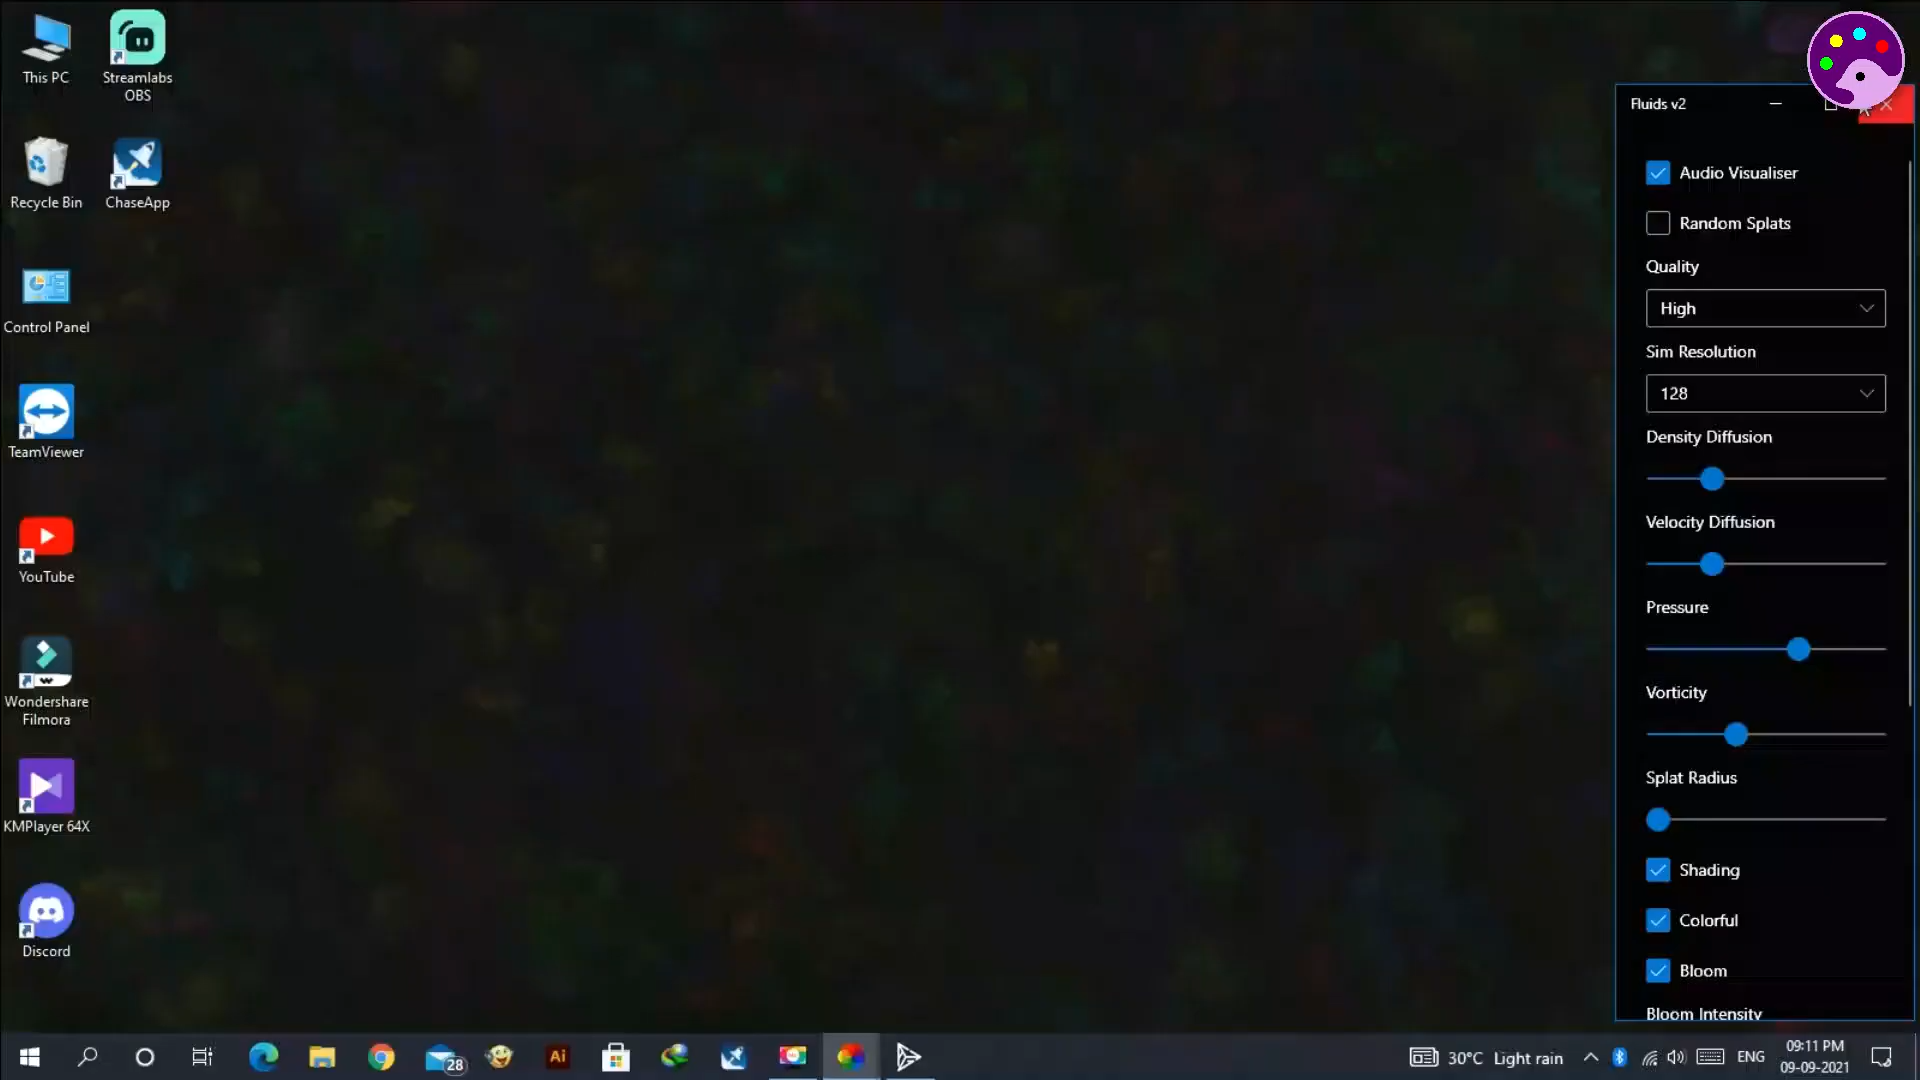 This PC
Streamlabs
OBS
Recycle Bin
ChaseApp
Control Panel
TeamViewer
YouTube
Wondershare
Filmora
KMPlayer 64X
Discord
Fluids v2
Audio Visualiser
Random Splats
Quality
High
Sim Resolution
128
Density Diffusion
Velocity Diffusion
Pressure
Vorticity
Splat Radius
Shading
Colorful
Bloom
Bloom Intensity
28
Ai
30°C Light rain
ENG
09:11 PM
09-09-2021